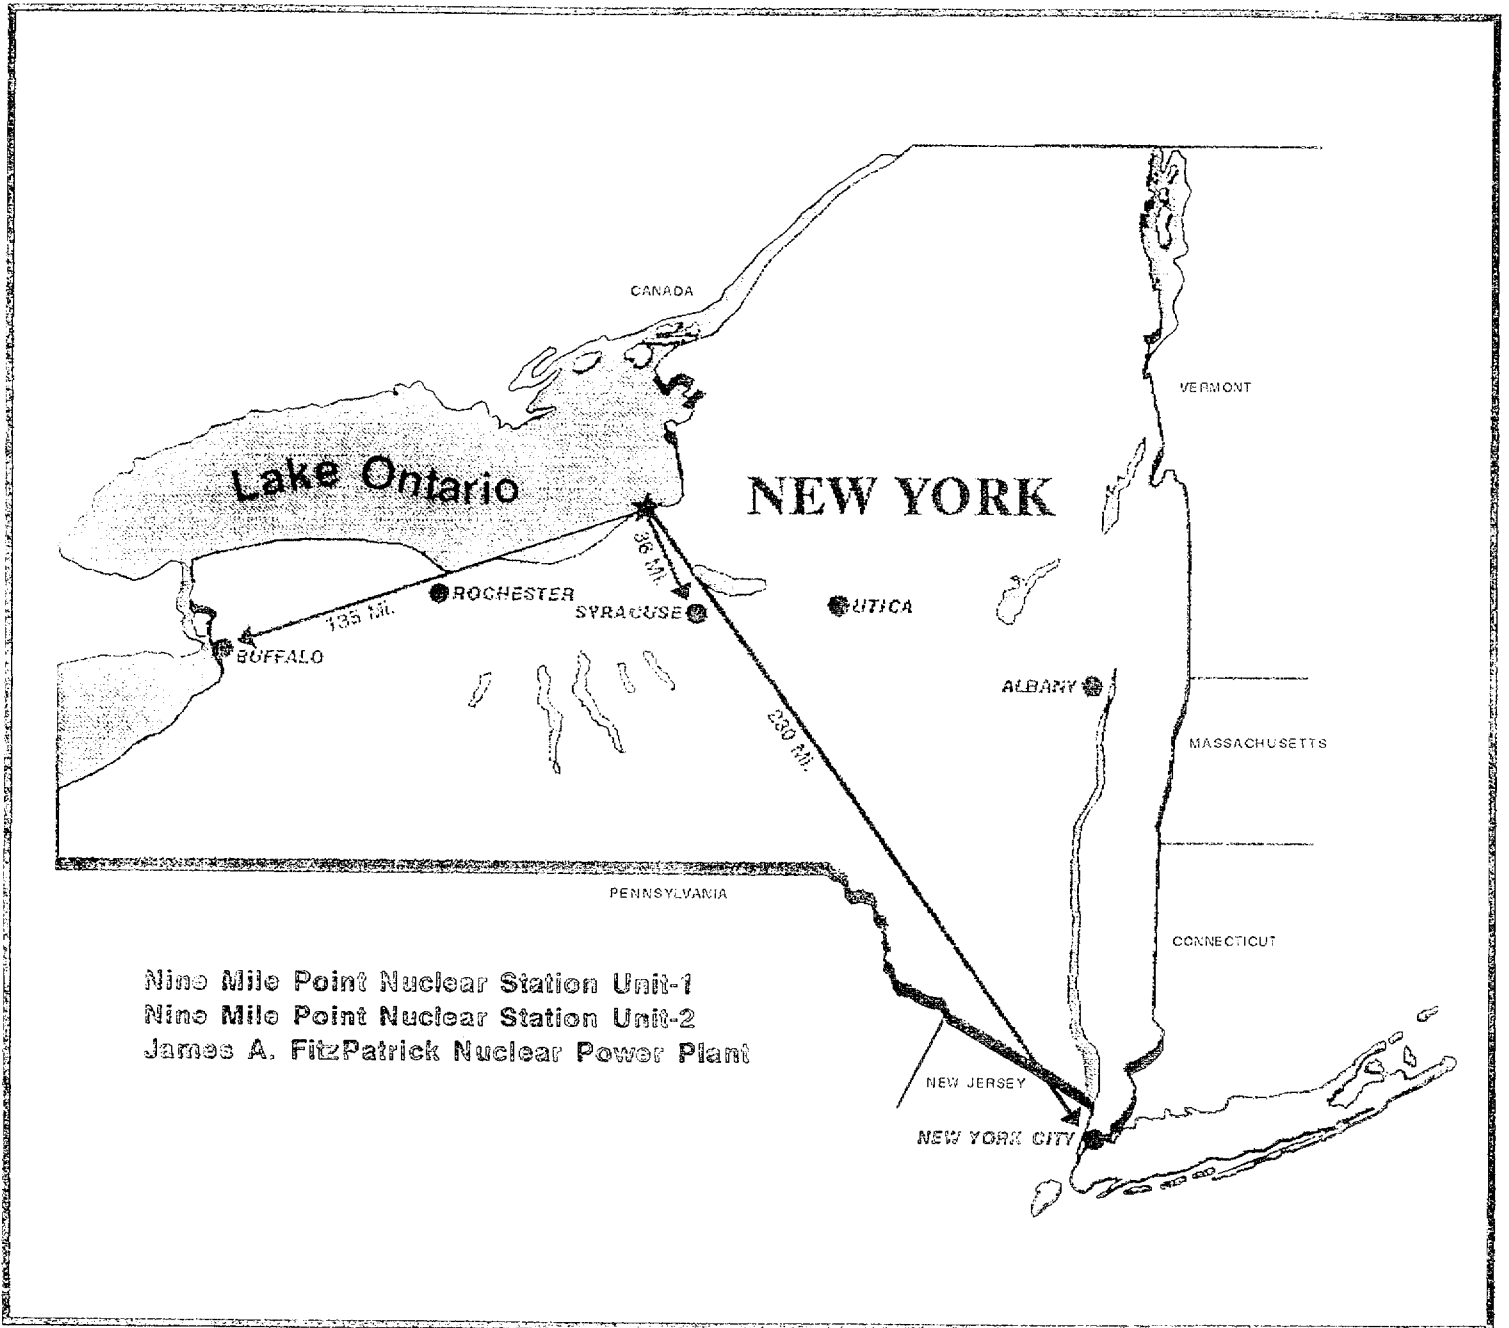 CANADA
VERMONT
Lake Ontario
NEW YORK
36 Mi.
ROCHESTER
SYRACUSE
UTICA
135 Mi.
BUFFALO
ALBANY
230 Mi.
MASSACHUSETTS
PENNSYLVANIA
CONNECTICUT
Nine Mile Point Nuclear Station Unit-1
Nine Mile Point Nuclear Station Unit-2
James A. FitzPatrick Nuclear Power Plant
NEW JERSEY
NEW YORK CITY